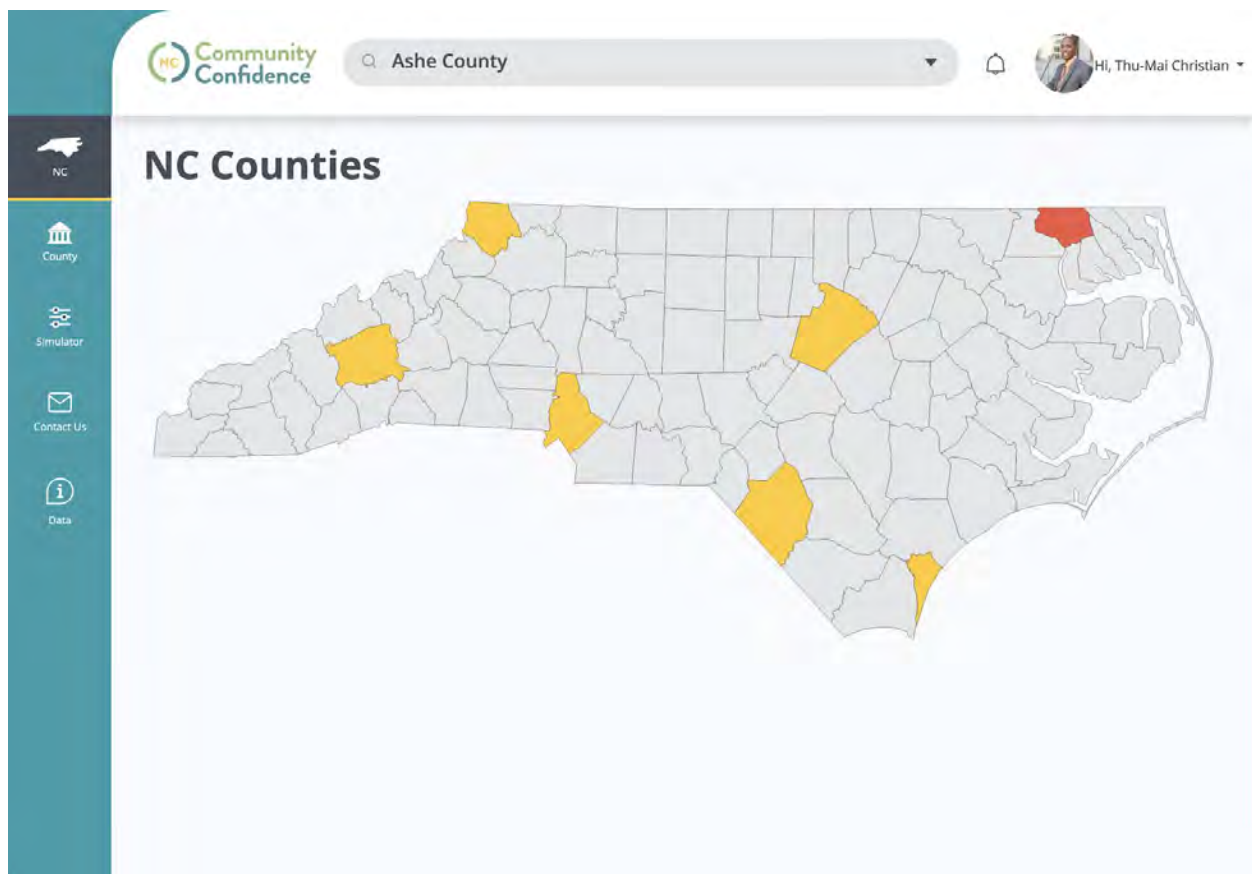 NC
Community
Confidence
Ashe County
Hi, Thu-Mai Christian
NC
County
Simulator
Contact Us
Data
NC Counties